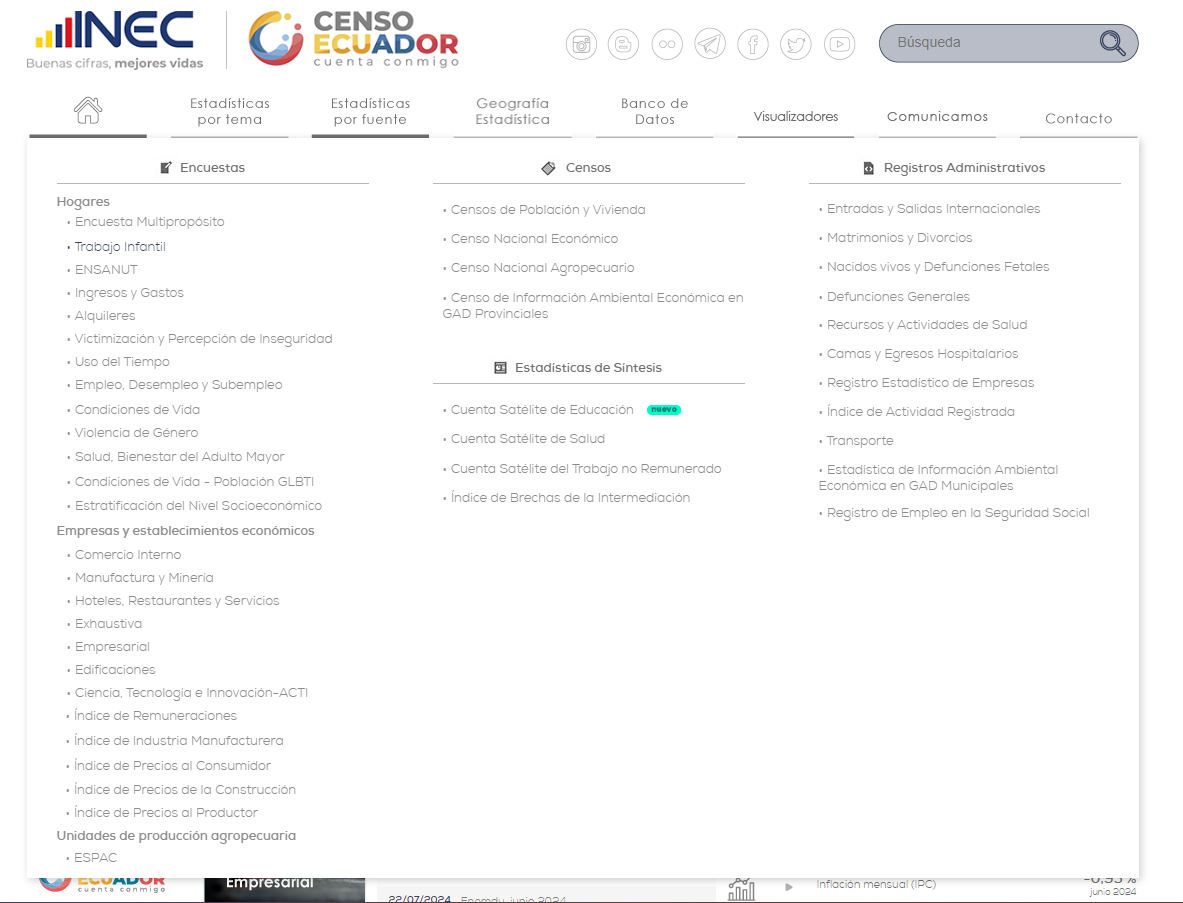 INEC
Buenas cifras, mejores vidas
CENSO
ECUADOR
cuenta conmigo
Búsqueda
Estadísticas
por tema
Estadísticas
por fuente
Geografía
Estadística
Banco de
Datos
Visualizadores
Comunicamos
Contacto
Encuestas
Hogares
• Encuesta Multipropósito
• Trabajo Infantil
• ENSANUT
• Ingresos y Gastos
• Alquileres
• Victimización y Percepción de Inseguridad
• Uso del Tiempo
• Empleo, Desempleo y Subempleo
• Condiciones de Vida
• Violencia de Género
• Salud, Bienestar del Adulto Mayor
• Condiciones de Vida - Población GLBTI
• Estratificación del Nivel Socioeconómico
Empresas y establecimientos económicos
• Comercio Interno
• Manufactura y Minería
• Hoteles, Restaurantes y Servicios
• Exhaustiva
• Empresarial
• Edificaciones
• Ciencia, Tecnología e Innovación-ACTI
• Índice de Remuneraciones
• Índice de Industria Manufacturera
• Índice de Precios al Consumidor
• Índice de Precios de la Construcción
• Índice de Precios al Productor
Unidades de producción agropecuaria
• ESPAC
Censos
• Censos de Población y Vivienda
• Censo Nacional Económico
• Censo Nacional Agropecuario
• Censo de Información Ambiental Económica en
GAD Provinciales
Estadísticas de Síntesis
• Cuenta Satélite de Educación nuevo
• Cuenta Satélite de Salud
• Cuenta Satélite del Trabajo no Remunerado
• Índice de Brechas de la Intermediación
Registros Administrativos
• Entradas y Salidas Internacionales
• Matrimonios y Divorcios
• Nacidos vivos y Defunciones Fetales
• Defunciones Generales
• Recursos y Actividades de Salud
• Camas y Egresos Hospitalarios
• Registro Estadístico de Empresas
• Índice de Actividad Registrada
• Transporte
• Estadística de Información Ambiental
Económica en GAD Municipales
• Registro de Empleo en la Seguridad Social
ECUADOR
cuenta conmigo
Empresarial
22/07/2024 Enemdu, junio 2024
Inflación mensual (IPC)
-0,95%
junio 2024